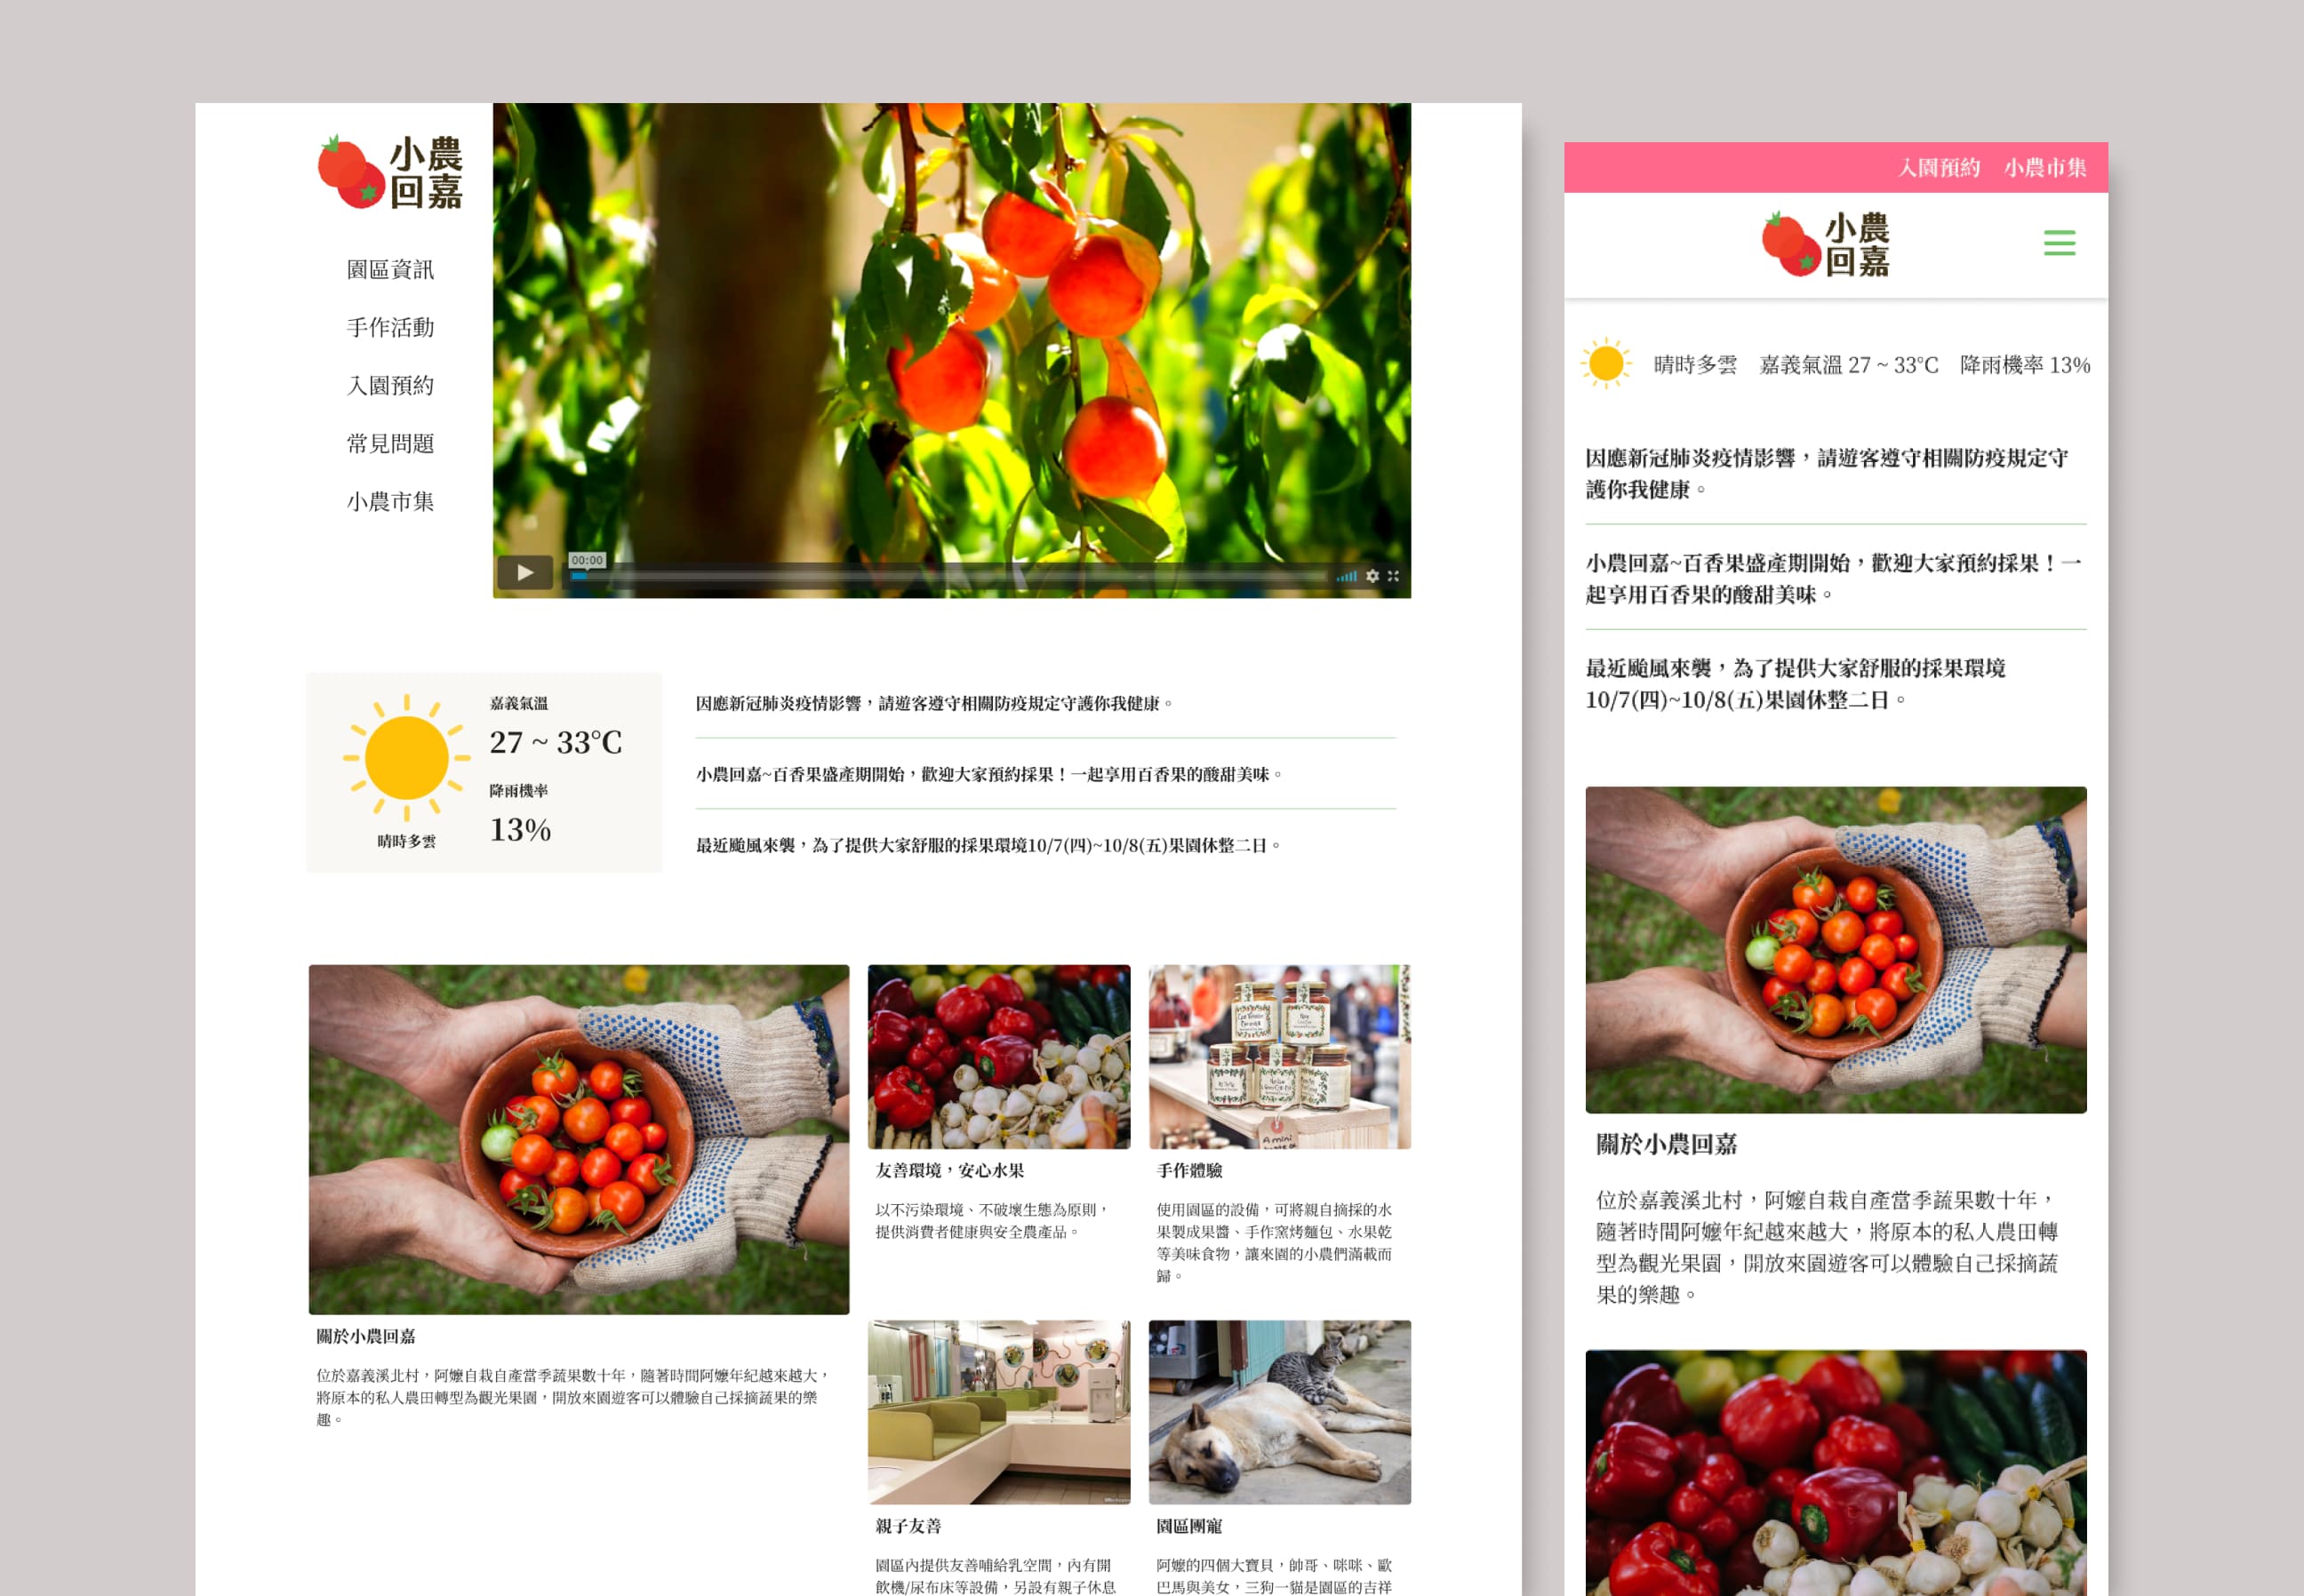 小農
回嘉
園區資訊
手作活動
入園預約
常見問題
小農市集
00:00
嘉義氣溫
27 ~ 33°C
降雨機率
13%
晴時多雲
因應新冠肺炎疫情影響，請遊客遵守相關防疫規定守護你我健康。
小農回嘉~百香果盛產期開始，歡迎大家預約採果！一起享用百香果的酸甜美味。
最近颱風來襲，為了提供大家舒服的採果環境10/7(四)~10/8(五)果園休整二日。
關於小農回嘉
位於嘉義溪北村，阿嬤自栽自產當季蔬果數十年，隨著時間阿嬤年紀越來越大，
將原本的私人農田轉型為觀光果園，開放來園遊客可以體驗自己採摘蔬果的樂
趣。
友善環境，安心水果
以不污染環境、不破壞生態為原則，
提供消費者健康與安全農產品。
A mini
手作體驗
使用園區的設備，可將親自摘採的水
果製成果醬、手作窯烤麵包、水果乾
等美味食物，讓來園的小農們滿載而
歸。
親子友善
園區內提供友善哺給乳空間，內有開
飲機/尿布床等設備，另設有親子休息
園區團寵
阿嬤的四個大寶貝，帥哥、咪咪、歐
巴馬與美女，三狗一貓是園區的吉祥
入園預約 小農市集
小農
回嘉
晴時多雲 嘉義氣溫 27 ~ 33°C 降雨機率 13%
因應新冠肺炎疫情影響，請遊客遵守相關防疫規定守
護你我健康。
小農回嘉~百香果盛產期開始，歡迎大家預約採果！一
起享用百香果的酸甜美味。
最近颱風來襲，為了提供大家舒服的採果環境
10/7(四)~10/8(五)果園休整二日。
關於小農回嘉
位於嘉義溪北村，阿嬤自栽自產當季蔬果數十年，
隨著時間阿嬤年紀越來越大，將原本的私人農田轉
型為觀光果園，開放來園遊客可以體驗自己採摘蔬
果的樂趣。